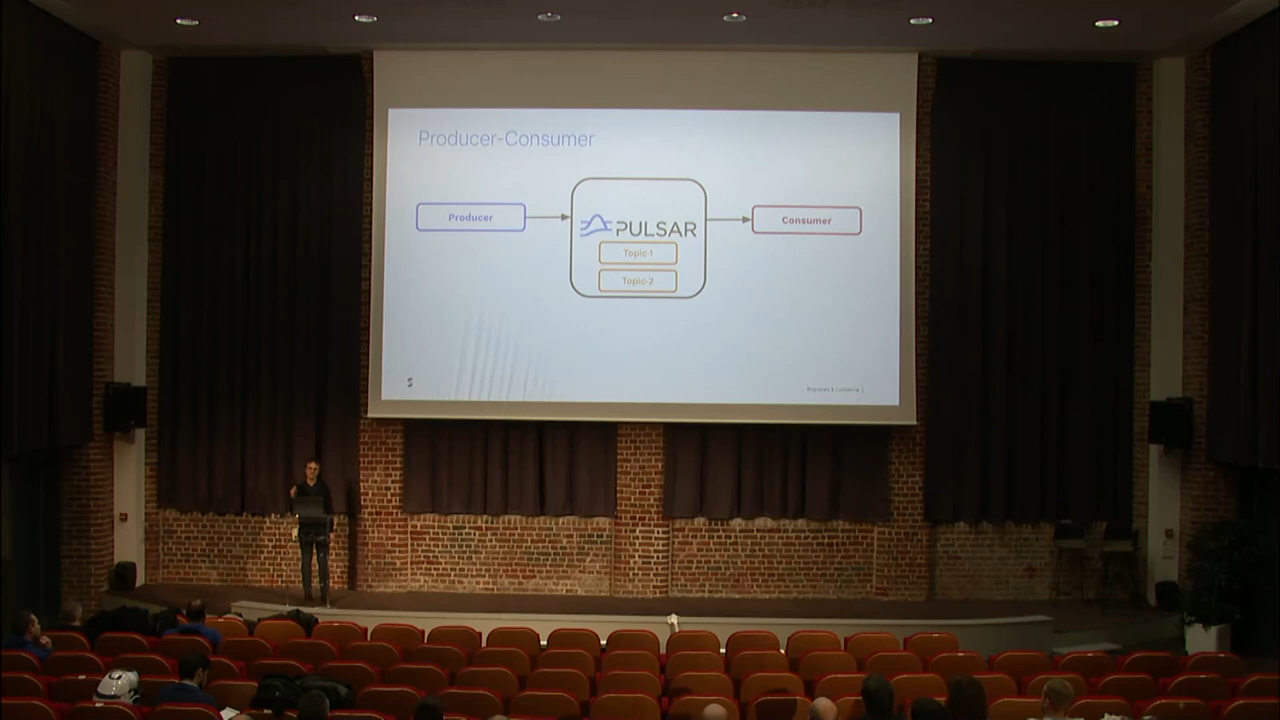 Producer-Consumer
Producer
PULSAR
Consumer
Topic-1
Topic-2